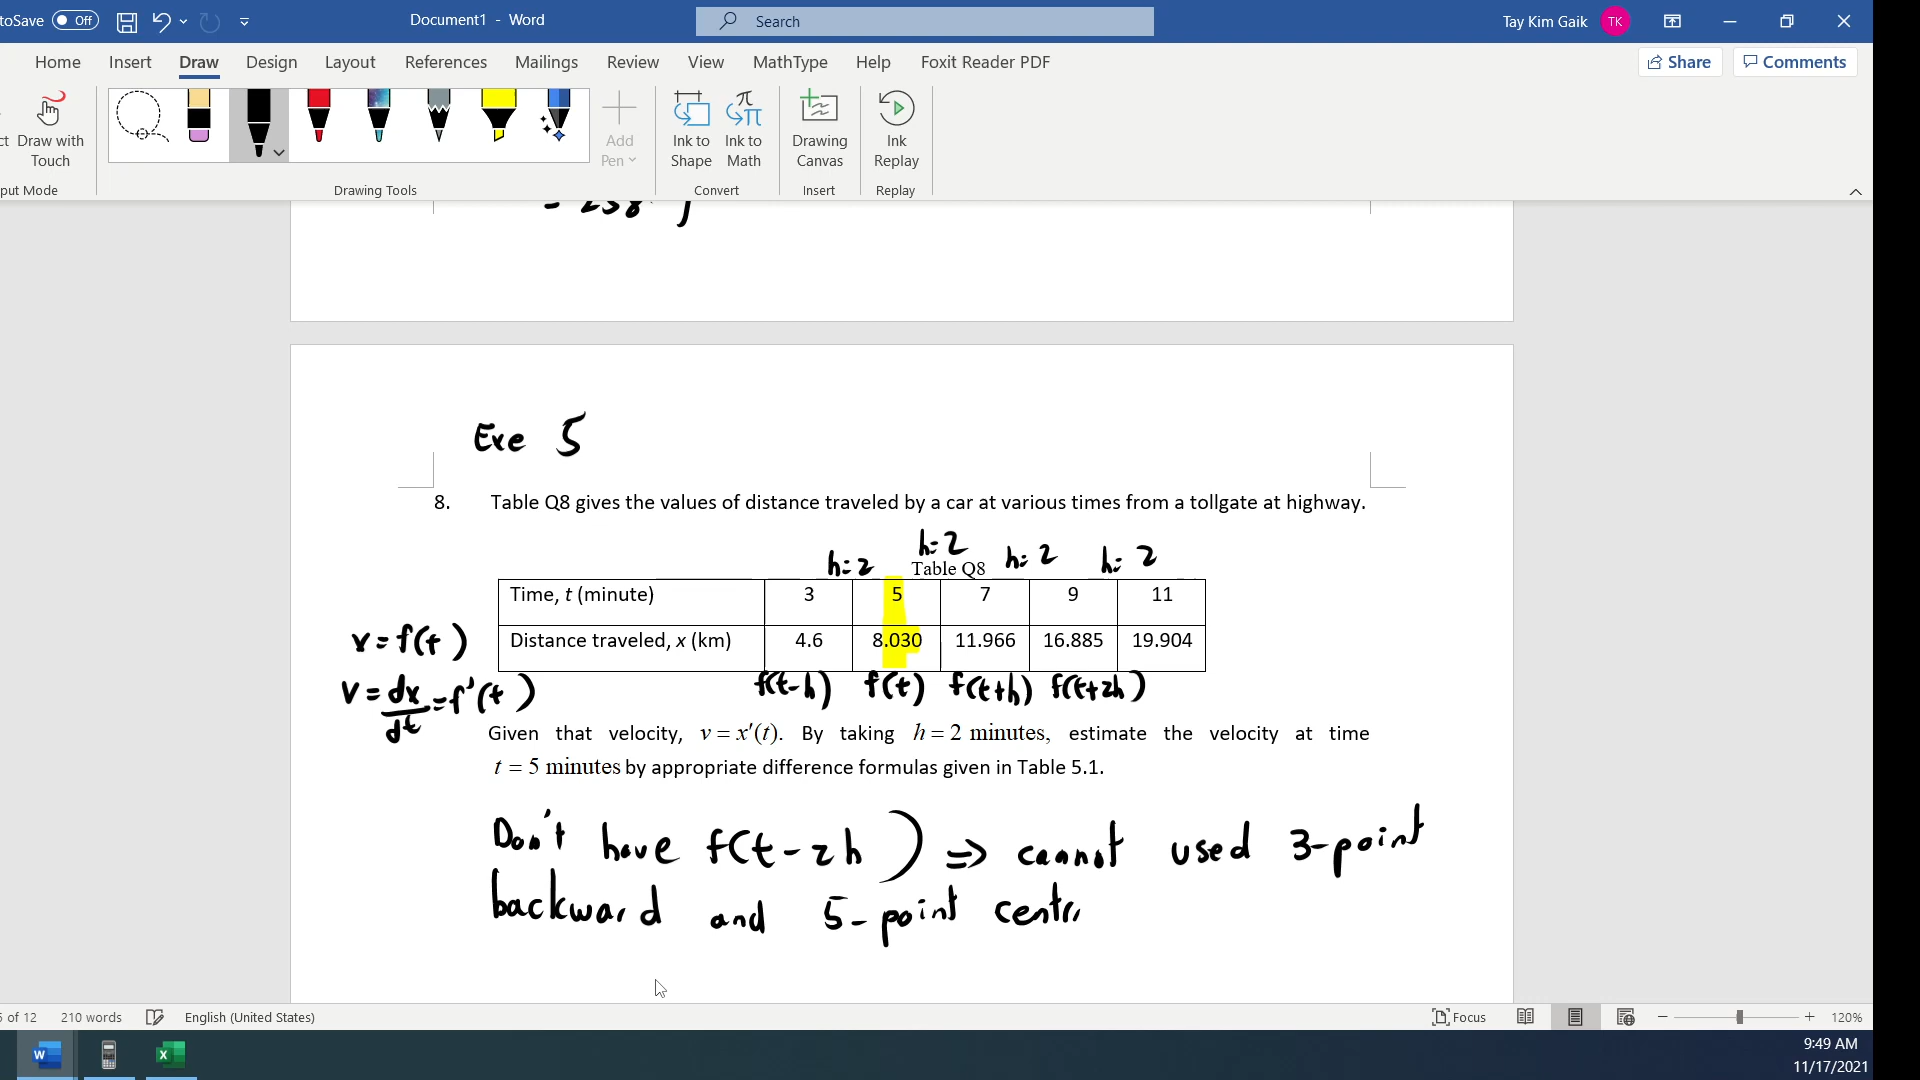 toSave Off Document1 - Word Search Tay Kim Gaik TK
Home Insert Draw Design Layout References Mailings Review View MathType Help Foxit Reader PDF Share Comments
ct Draw with Touch Add Pen Ink to Shape Ink to Math Drawing Canvas Ink Replay
put Mode Drawing Tools Convert Insert Replay
Exe 5
8. Table Q8 gives the values of distance traveled by a car at various times from a tollgate at highway.
h=2 h=2 h=2 h=2
Table Q8
Time, t (minute) 3 5 7 9 11
x = f(t) Distance traveled, x (km) 4.6 8.030 11.966 16.885 19.904
v = dx/dt = f'(t) f(t-h) f(t) f(t+h) f(t+2h)
Given that velocity, v = x′(t). By taking h = 2 minutes, estimate the velocity at time
t = 5 minutes by appropriate difference formulas given in Table 5.1.
Don't have f(t-2h) => cannot used 3-point
backward and 5-point centr
5 of 12 210 words English (United States) Focus 120%
W X 9:49 AM
11/17/2021